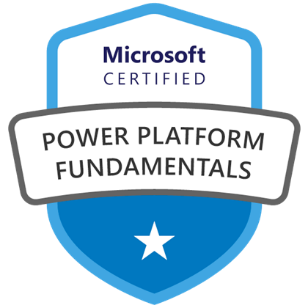 Microsoft
CERTIFIED
POWER PLATFORM
FUNDAMENTALS